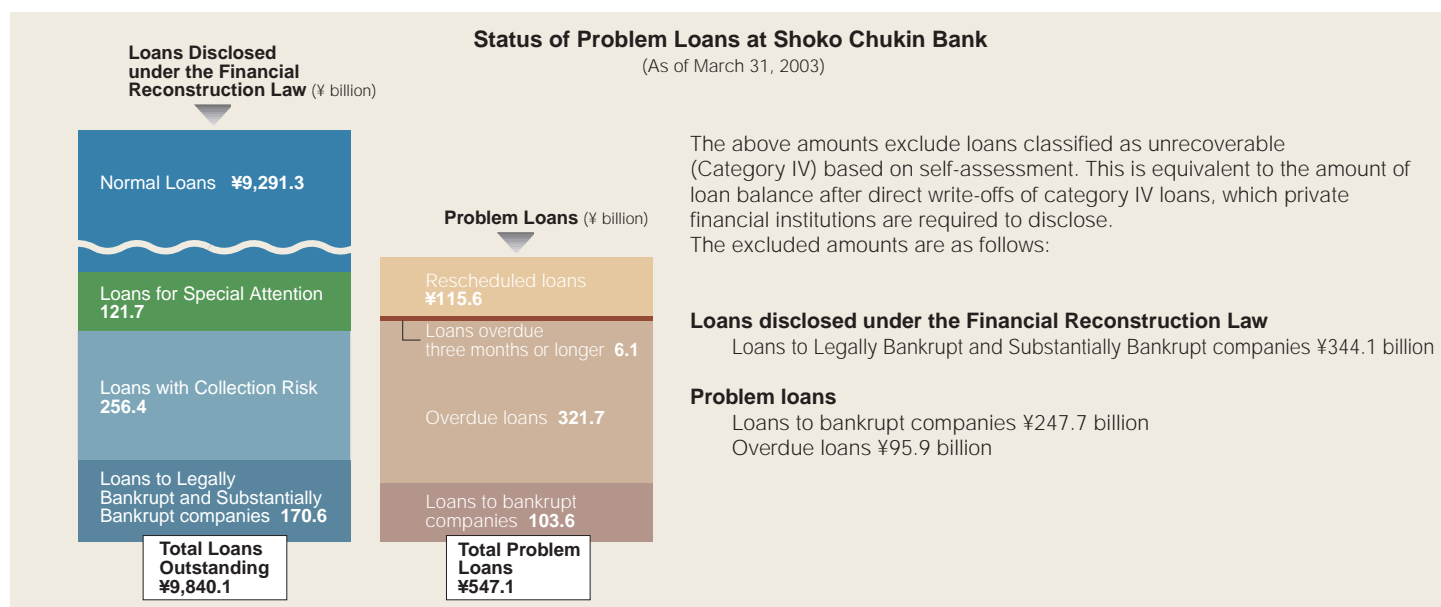 Status of Problem Loans at Shoko Chukin Bank
(As of March 31, 2003)
Loans Disclosed
under the Financial
Reconstruction Law (¥ billion)
Normal Loans ¥9,291.3
Loans for Special Attention
121.7
Loans with Collection Risk
256.4
Loans to Legally
Bankrupt and Substantially
Bankrupt companies 170.6
Total Loans
Outstanding
¥9,840.1
Problem Loans (¥ billion)
Rescheduled loans
¥115.6
Loans overdue
three months or longer 6.1
Overdue loans 321.7
Loans to bankrupt
companies 103.6
Total Problem
Loans
¥547.1
The above amounts exclude loans classified as unrecoverable
(Category IV) based on self-assessment. This is equivalent to the amount of
loan balance after direct write-offs of category IV loans, which private
financial institutions are required to disclose.
The excluded amounts are as follows:
Loans disclosed under the Financial Reconstruction Law
Loans to Legally Bankrupt and Substantially Bankrupt companies ¥344.1 billion
Problem loans
Loans to bankrupt companies ¥247.7 billion
Overdue loans ¥95.9 billion